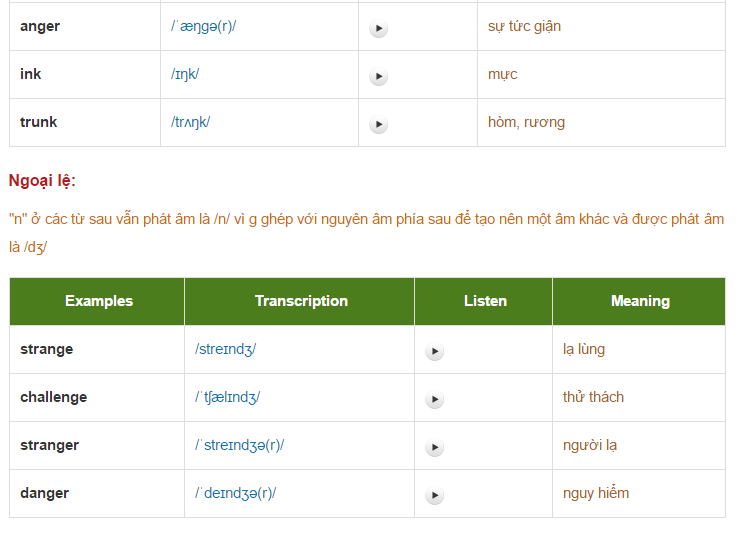 anger /ˈæŋgə(r)/ sự tức giận
ink /ɪŋk/ mực
trunk /trʌŋk/ hòm, rương
Ngoại lệ:
"n" ở các từ sau vẫn phát âm là /n/ vì g ghép với nguyên âm phía sau để tạo nên một âm khác và được phát âm
là /dʒ/
Examples Transcription Listen Meaning
strange /streɪndʒ/ lạ lùng
challenge /ˈtʃælɪndʒ/ thử thách
stranger /ˈstreɪndʒə(r)/ người lạ
danger /ˈdeɪndʒə(r)/ nguy hiểm